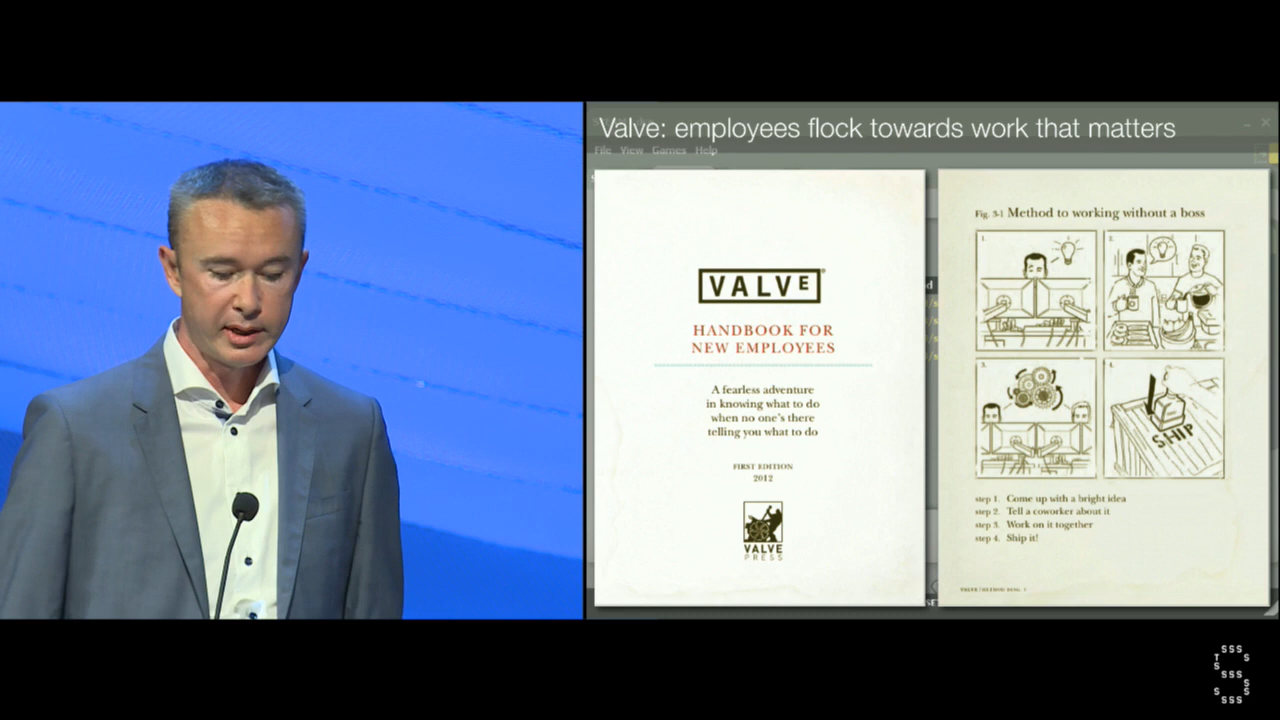 Valve: employees flock towards work that matters
File View Games Help
VALVE®
HANDBOOK FOR
NEW EMPLOYEES
A fearless adventure
in knowing what to do
when no one's there
telling you what to do
FIRST EDITION
2012
VALVE
PRESS
Fig. 3-1 Method to working without a boss
1.
2.
3.
4.
SHIP
step 1. Come up with a bright idea
step 2. Tell a coworker about it
step 3. Work on it together
step 4. Ship it!